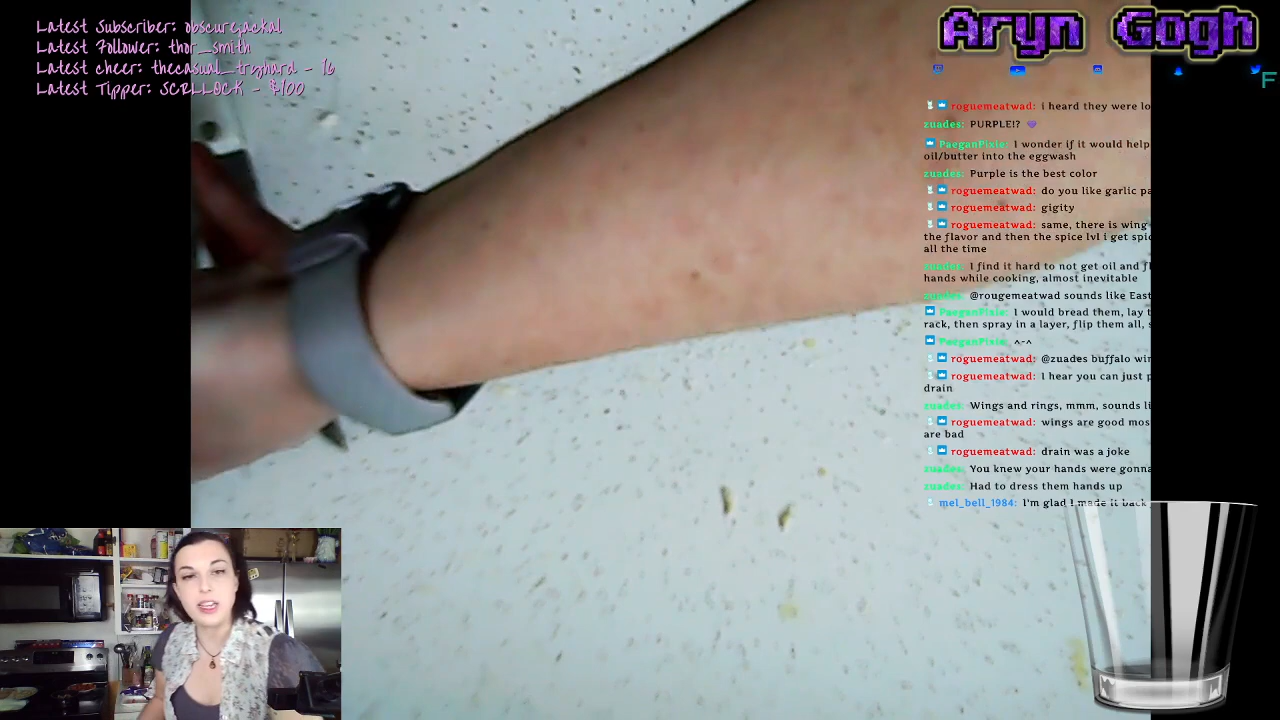 Latest Subscriber: obscurejackal
Latest Follower: thor_smith
Latest cheer: thecasual_tryhard - 16
Latest Tipper: SCRLLOCK - $100
Aryn Gogh
F
roguemeatwad: i heard they were lo
zuades: PURPLE!?
PaeganPixie: I wonder if it would help
oil/butter into the eggwash
zuades: Purple is the best color
roguemeatwad: do you like garlic pa
roguemeatwad: gigity
roguemeatwad: same, there is wing
the flavor and then the spice lvl i get spic
all the time
zuades: I find it hard to not get oil and fl
hands while cooking, almost inevitable
zuades: @rougemeatwad sounds like East
PaeganPixie: I would bread them, lay t
rack, then spray in a layer, flip them all, s
PaeganPixie: ^-^
roguemeatwad: @zuades buffalo win
roguemeatwad: I hear you can just p
drain
zuades: Wings and rings, mmm, sounds li
roguemeatwad: wings are good mos
are bad
roguemeatwad: drain was a joke
zuades: You knew your hands were gonna
zuades: Had to dress them hands up
mel_bell_1984: I'm glad I made it back